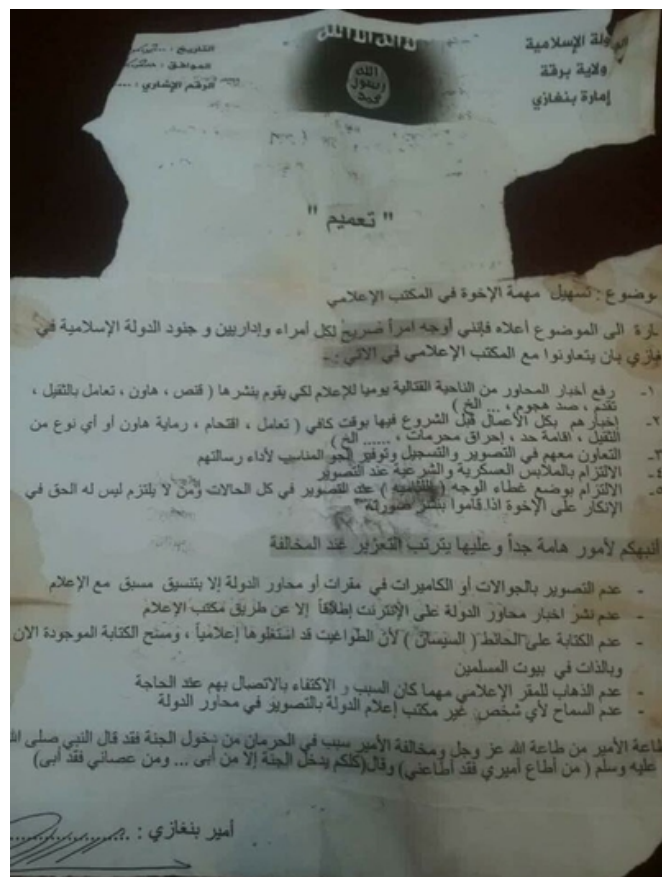 الدولة الإسلامية
ولاية برقة
إمارة بنغازي
التاريخ :
الموافق :
الرقم الإشاري :
الله
رسول
محمد
" تعميم "
موضوع : تسهيل مهمة الإخوة في المكتب الإعلامي
إشارة الى الموضوع أعلاه فإنني أوجه امراً صريح لكل أمراء وإداريين و جنود الدولة الإسلامية في
بنغازي بان يتعاونوا مع المكتب الإعلامي في الاتي :-
١- رفع أخبار المحاور من الناحية القتالية يوميا للإعلام لكي يقوم بنشرها ( قنص ، هاون ، تعامل بالثقيل ،
تقدم ، صد هجوم ، ... الخ )
٢- إخبارهم بكل الأعمال قبل الشروع فيها بوقت كافي ( تعامل ، اقتحام ، رماية هاون أو أي نوع من
الثقيل ، اقامة حد ، إحراق محرمات ، ...... الخ )
٣- التعاون معهم في التصوير والتسجيل وتوفير الجو المناسب لأداء رسالتهم
٤- الالتزام بالملابس العسكرية والشرعية عند التصوير
٥- الالتزام بوضع غطاء الوجه ( ) عند التصوير في كل الحالات ومن لا يلتزم ليس له الحق في
الإنكار على الإخوة اذا قاموا بنشر صورته
أنبهكم لأمور هامة جداً وعليها يترتب التعزير عند المخالفة
- عدم التصوير بالجوالات أو الكاميرات في مقرات أو محاور الدولة إلا بتنسيق مسبق مع الإعلام
- عدم نشر اخبار محاور الدولة على الإنترنت إطلاقاً إلا عن طريق مكتب الإعلام
- عدم الكتابة على الحائط ( السيسان ) لأن الطواغيت قد استغلوها إعلامياً ، ومسح الكتابة الموجودة الان
وبالذات في بيوت المسلمين
- عدم الذهاب للمقر الإعلامي مهما كان السبب و الاكتفاء بالاتصال بهم عند الحاجة
- عدم السماح لأي شخص غير مكتب إعلام الدولة بالتصوير في محاور الدولة
طاعة الأمير من طاعة الله عز وجل ومخالفة الأمير سبب في الحرمان من دخول الجنة فقد قال النبي صلى الله
عليه وسلم ( من أطاع أميري فقد أطاعني) وقال(كلكم يدخل الجنة إلا من أبى ... ومن عصاني فقد أبى)
أمير بنغازي :